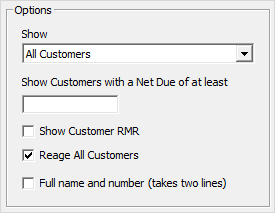 Options
Show
All Customers
Show Customers with a Net Due of at least
Show Customer RMR
Reage All Customers
Full name and number (takes two lines)